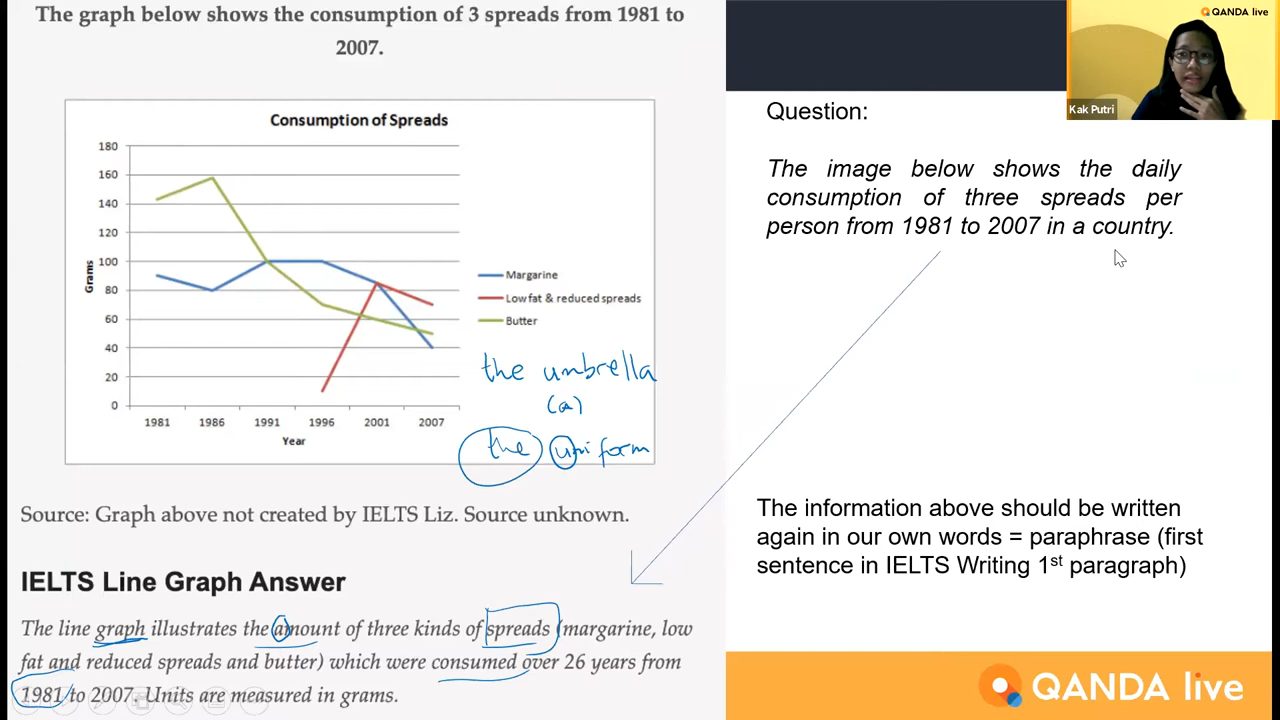 The graph below shows the consumption of 3 spreads from 1981 to
2007.
Consumption of Spreads
180
160
140
120
100
80
60
40
20
0
Grams
1981 1986 1991 1996 2001 2007
Year
Margarine
Low fat & reduced spreads
Butter
the umbrella
(a)
the uniform
Source: Graph above not created by IELTS Liz. Source unknown.
IELTS Line Graph Answer
The line graph illustrates the amount of three kinds of spreads (margarine, low
fat and reduced spreads and butter) which were consumed over 26 years from
1981 to 2007. Units are measured in grams.
QANDA live
Kak Putri
Question:
The image below shows the daily
consumption of three spreads per
person from 1981 to 2007 in a country.
The information above should be written
again in our own words = paraphrase (first
sentence in IELTS Writing 1st paragraph)
QANDA live